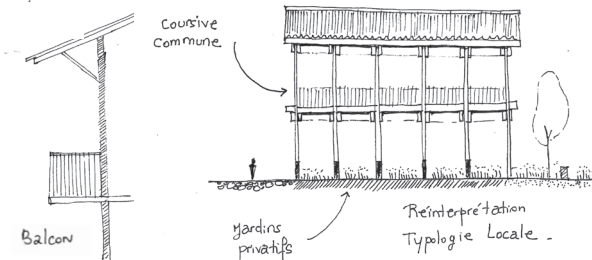 Coursive
Commune
Balcon
Jardins
privatifs
Réinterprétation
Typologie Locale -